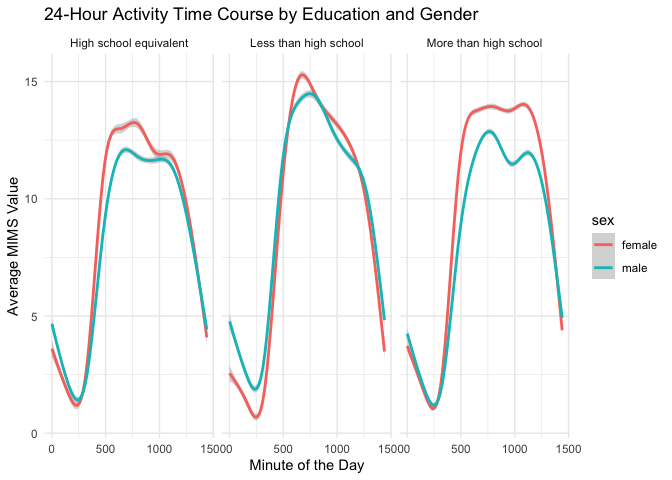 24-Hour Activity Time Course by Education and Gender
High school equivalent
Less than high school
More than high school
Average MIMS Value
15
10
5
0
0 500 1000 1500
0 500 1000 1500
0 500 1000 1500
Minute of the Day
sex
female
male